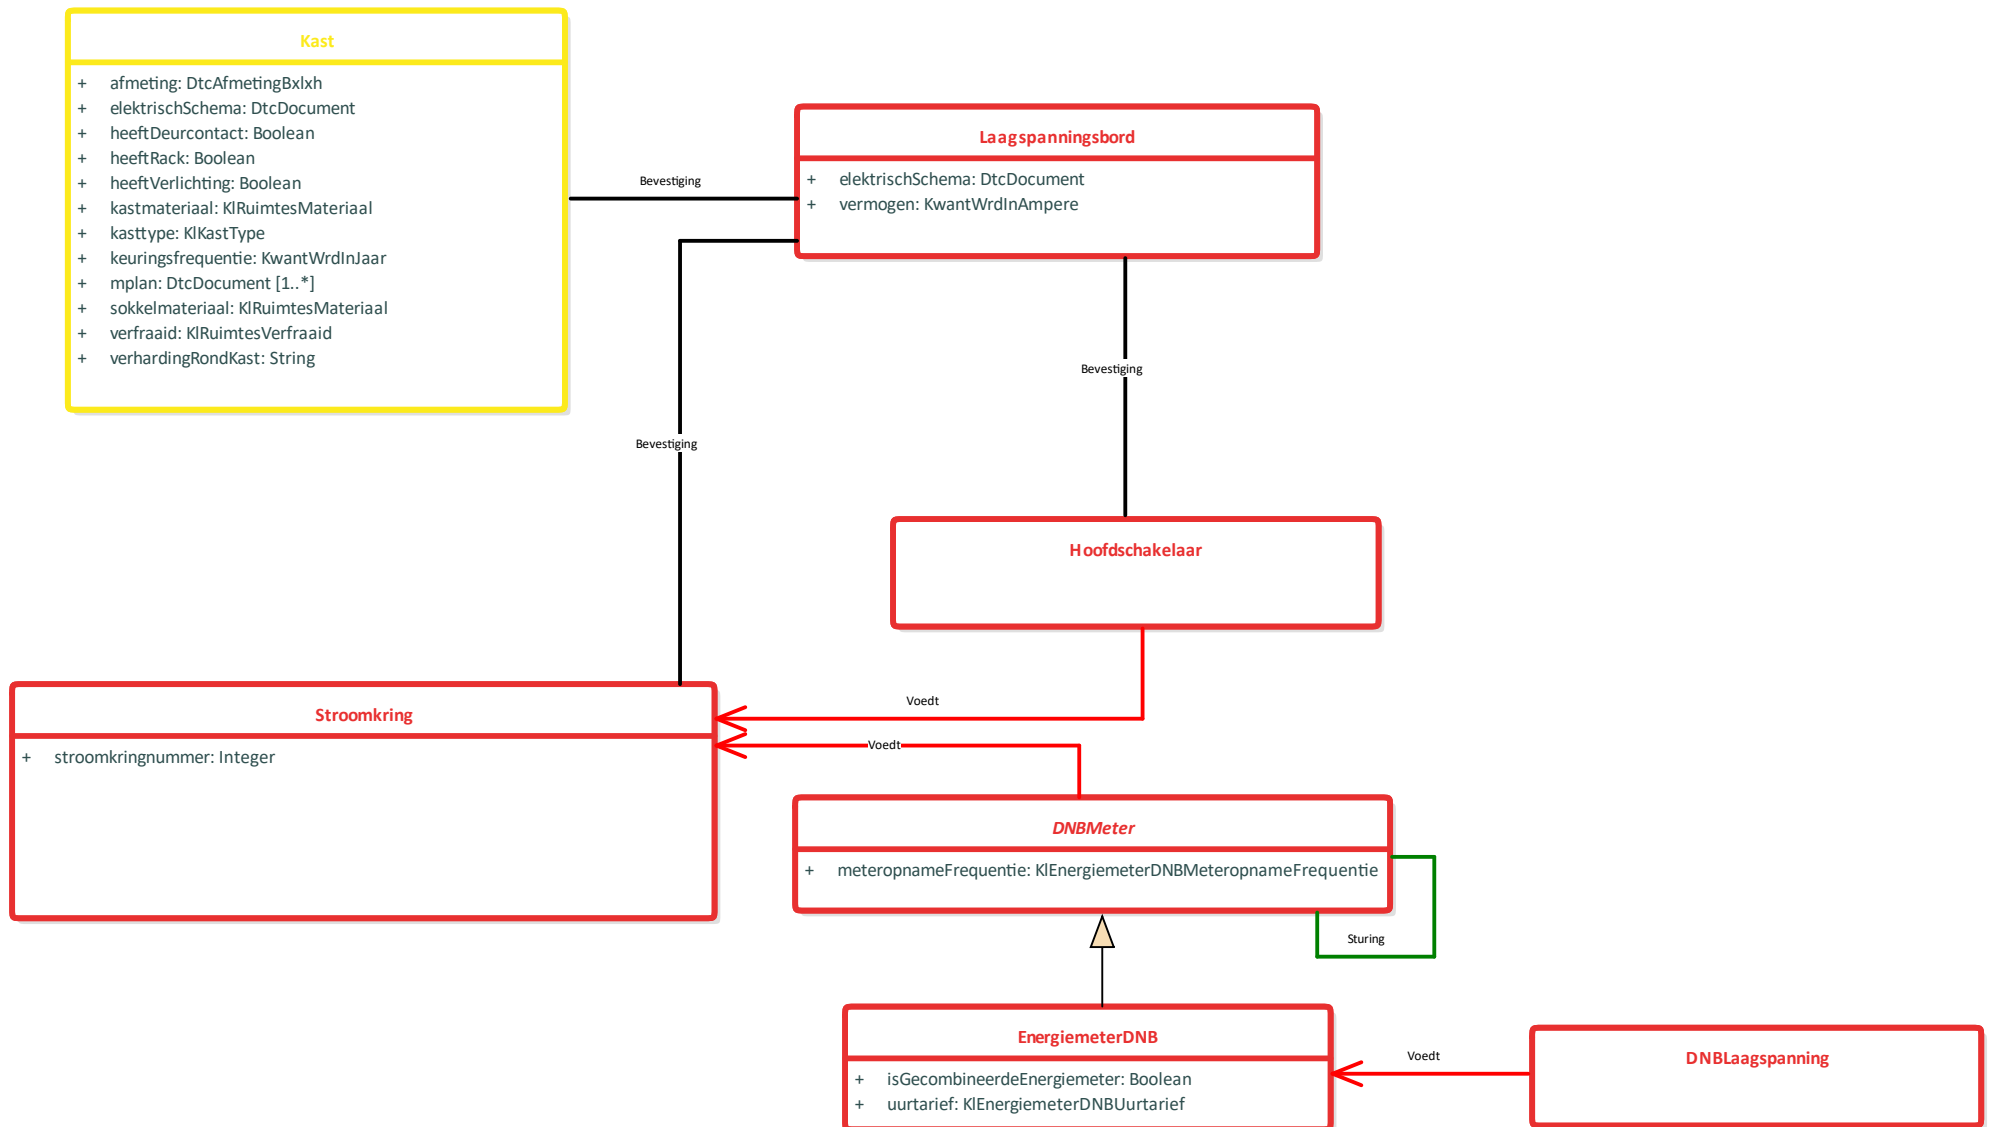 Kast
+ afmeting: DtcAfmetingBxlxh
+ elektrischSchema: DtcDocument
+ heeftDeurcontact: Boolean
+ heeftRack: Boolean
+ heeftVerlichting: Boolean
+ kastmateriaal: KlRuimtesMateriaal
+ kasttype: KlKastType
+ keuringsfrequentie: KwantWrdInJaar
+ mplan: DtcDocument [1..*]
+ sokkelmateriaal: KlRuimtesMateriaal
+ verfraaid: KlRuimtesVerfraaid
+ verhardingRondKast: String
Bevestiging
Laagspanningsbord
+ elektrischSchema: DtcDocument
+ vermogen: KwantWrdInAmpere
Bevestiging
Bevestiging
Hoofdschakelaar
Voedt
Stroomkring
+ stroomkringnummer: Integer
Voedt
DNBMeter
+ meteropnameFrequentie: KlEnergiemeterDNBMeteropnameFrequentie
Sturing
EnergiemeterDNB
+ isGecombineerdeEnergiemeter: Boolean
+ uurtarief: KlEnergiemeterDNBUurtarief
Voedt
DNBLaagspanning